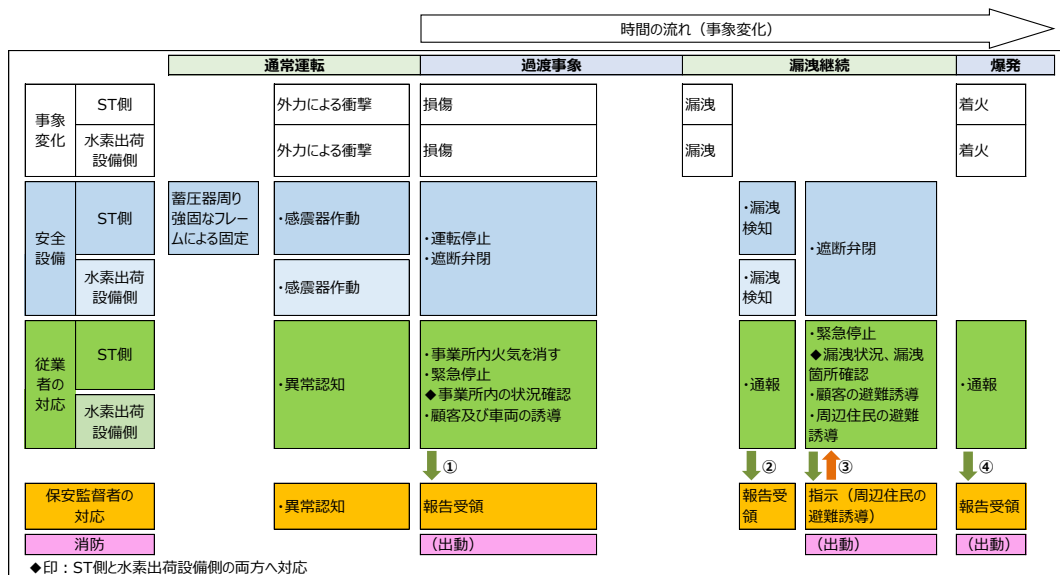 時間の流れ（事象変化）
通常運転
過渡事象
漏洩継続
爆発
事象
変化
ST側
外力による衝撃
損傷
漏洩
着火
水素出荷
設備側
外力による衝撃
損傷
漏洩
着火
安全
設備
ST側
蓄圧器周り
強固なフレー
ムによる固定
・感震器作動
・運転停止
・遮断弁閉
・漏洩
検知
・遮断弁閉
水素出荷
設備側
・感震器作動
・漏洩
検知
従業
者の
対応
ST側
水素出荷
設備側
・異常認知
・事業所内火気を消す
・緊急停止
◆事業所内の状況確認
・顧客及び車両の誘導
・通報
・緊急停止
◆漏洩状況、漏洩
箇所確認
・顧客の避難誘導
・周辺住民の避難
誘導
・通報
①
②
③
④
保安監督者の
対応
・異常認知
報告受領
報告受
領
指示（周辺住民の
避難誘導）
報告受領
消防
（出動）
（出動）
（出動）
◆印：ST側と水素出荷設備側の両方へ対応